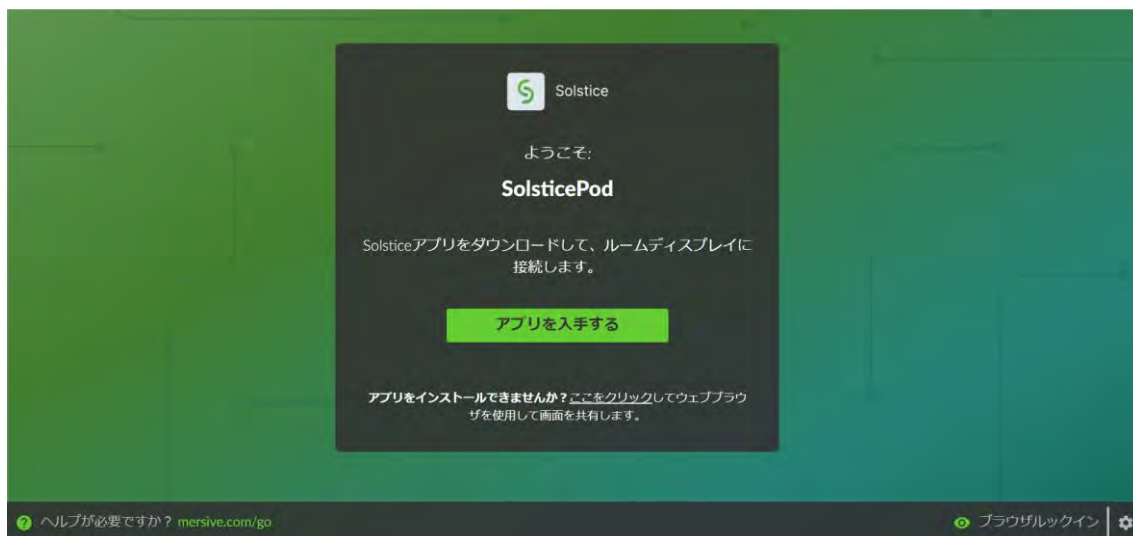 Solstice
ようこそ:
SolsticePod
Solsticeアプリをダウンロードして、ルームディスプレイに
接続します。
アプリを入手する
アプリをインストールできませんか？ここをクリックしてウェブブラウ
ザを使用して画面を共有します。
ヘルプが必要ですか？ mersive.com/go
ブラウザルックイン